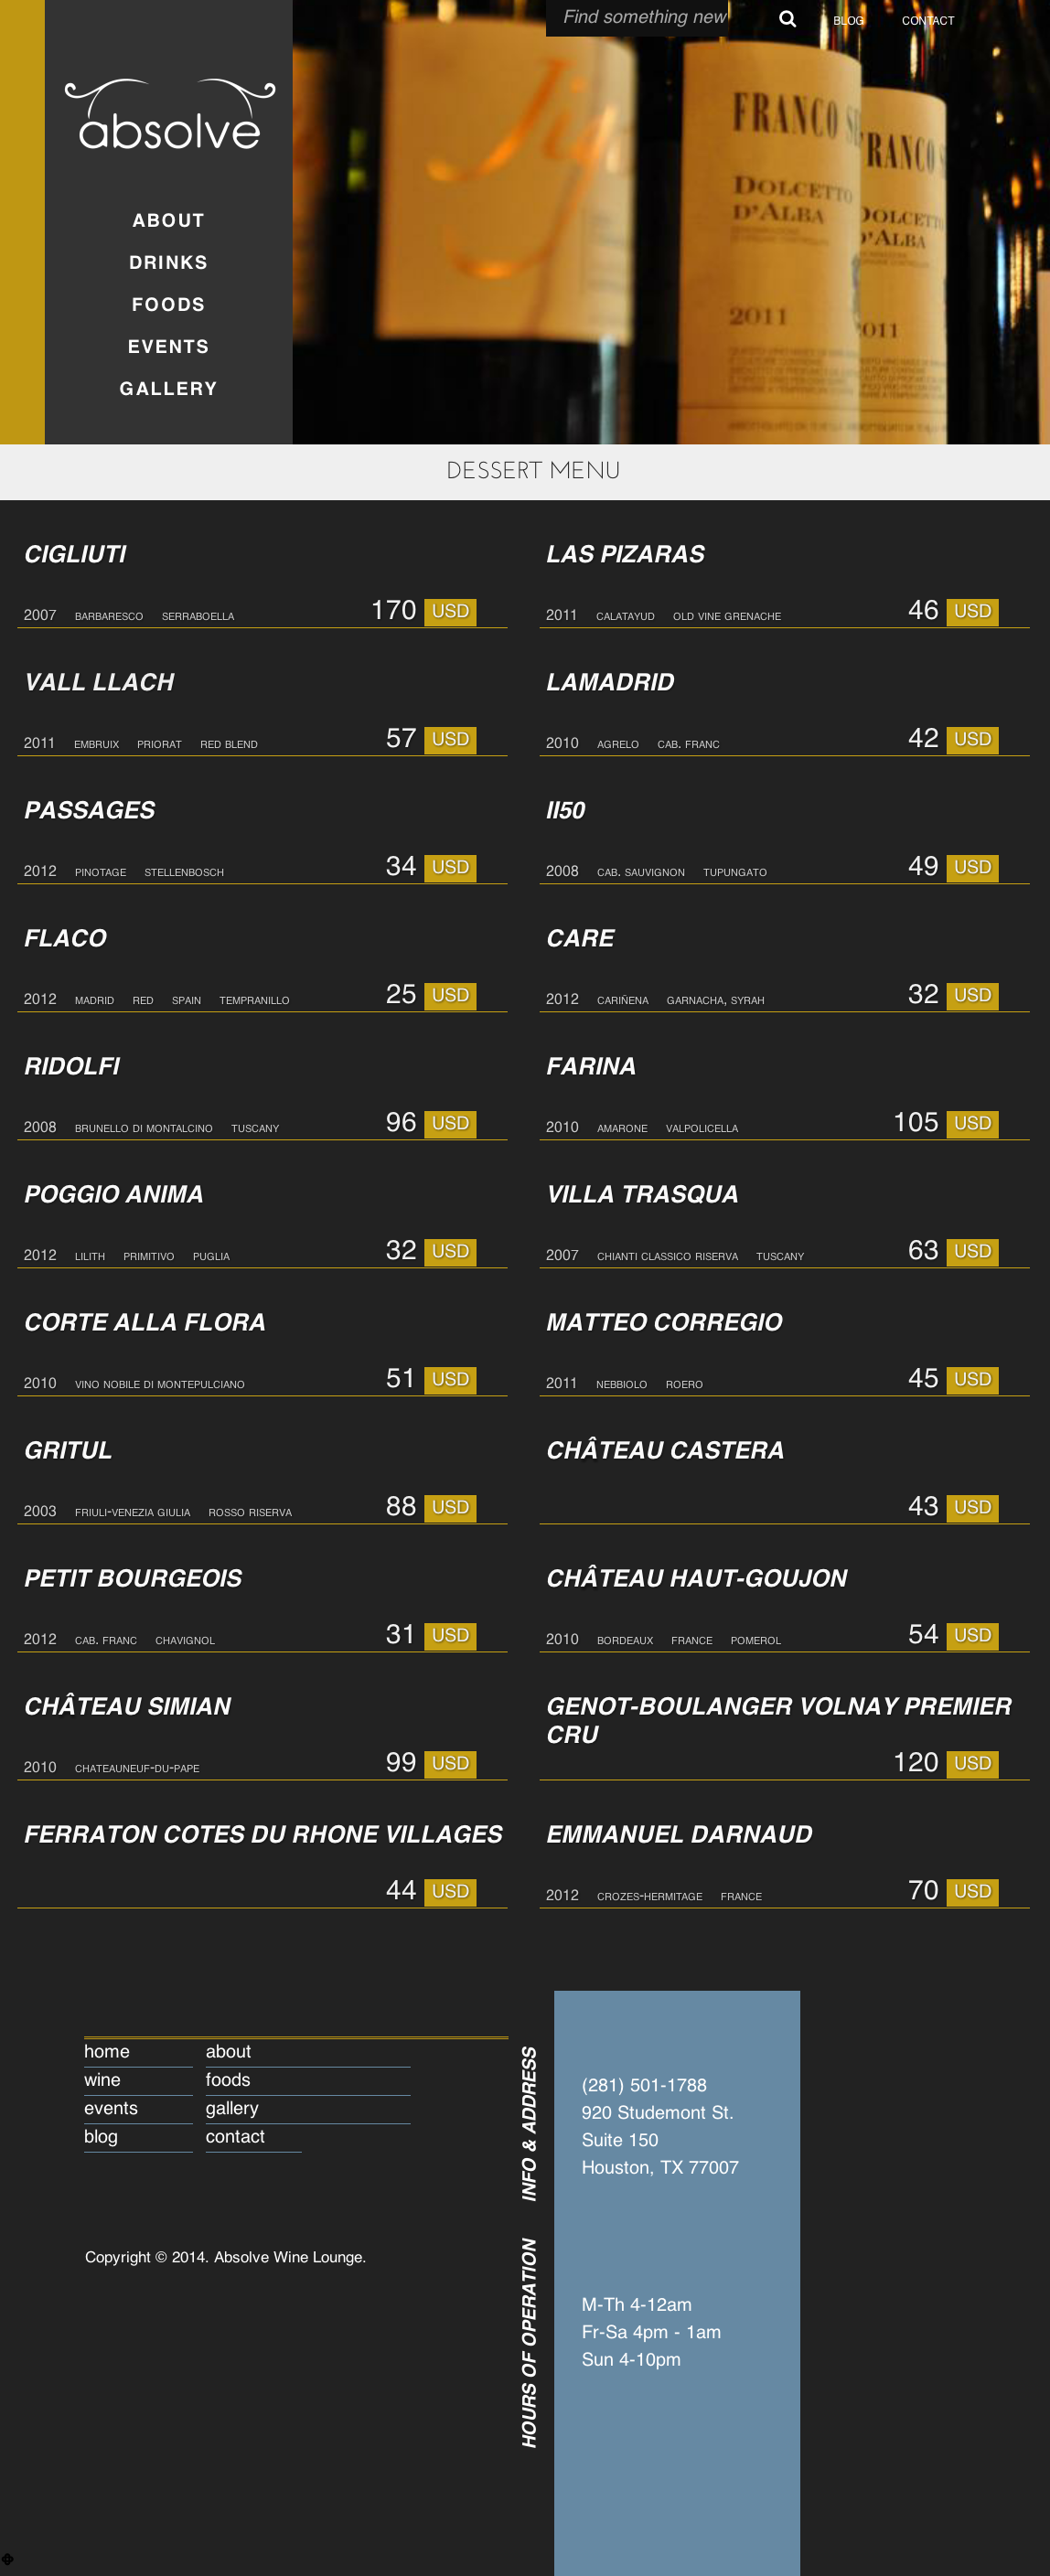 Find something new
BLOG
CONTACT
absolve
ABOUT
DRINKS
FOODS
EVENTS
GALLERY
FRANCO
DOLCETTO
D'ALBA
2011
FRANCO
DOLCETTO
D'ALBA
DESSERT MENU
CIGLIUTI
2007 BARBARESCO SERRABOELLA 170 USD
LAS PIZARAS
2011 CALATAYUD OLD VINE GRENACHE 46 USD
VALL LLACH
2011 EMBRUIX PRIORAT RED BLEND 57 USD
LAMADRID
2010 AGRELO CAB. FRANC 42 USD
PASSAGES
2012 PINOTAGE STELLENBOSCH 34 USD
II50
2008 CAB. SAUVIGNON TUPUNGATO 49 USD
FLACO
2012 MADRID RED SPAIN TEMPRANILLO 25 USD
CARE
2012 CARIÑENA GARNACHA, SYRAH 32 USD
RIDOLFI
2008 BRUNELLO DI MONTALCINO TUSCANY 96 USD
FARINA
2010 AMARONE VALPOLICELLA 105 USD
POGGIO ANIMA
2012 LILITH PRIMITIVO PUGLIA 32 USD
VILLA TRASQUA
2007 CHIANTI CLASSICO RISERVA TUSCANY 63 USD
CORTE ALLA FLORA
2010 VINO NOBILE DI MONTEPULCIANO 51 USD
MATTEO CORREGIO
2011 NEBBIOLO ROERO 45 USD
GRITUL
2003 FRIULI-VENEZIA GIULIA ROSSO RISERVA 88 USD
CHÂTEAU CASTERA
43 USD
PETIT BOURGEOIS
2012 CAB. FRANC CHAVIGNOL 31 USD
CHÂTEAU HAUT-GOUJON
2010 BORDEAUX FRANCE POMEROL 54 USD
CHÂTEAU SIMIAN
2010 CHATEAUNEUF-DU-PAPE 99 USD
GENOT-BOULANGER VOLNAY PREMIER
CRU
120 USD
FERRATON COTES DU RHONE VILLAGES
44 USD
EMMANUEL DARNAUD
2012 CROZES-HERMITAGE FRANCE 70 USD
home about
wine foods
events gallery
blog contact
Copyright © 2014. Absolve Wine Lounge.
INFO & ADDRESS
(281) 501-1788
920 Studemont St.
Suite 150
Houston, TX 77007
HOURS OF OPERATION
M-Th 4-12am
Fr-Sa 4pm - 1am
Sun 4-10pm